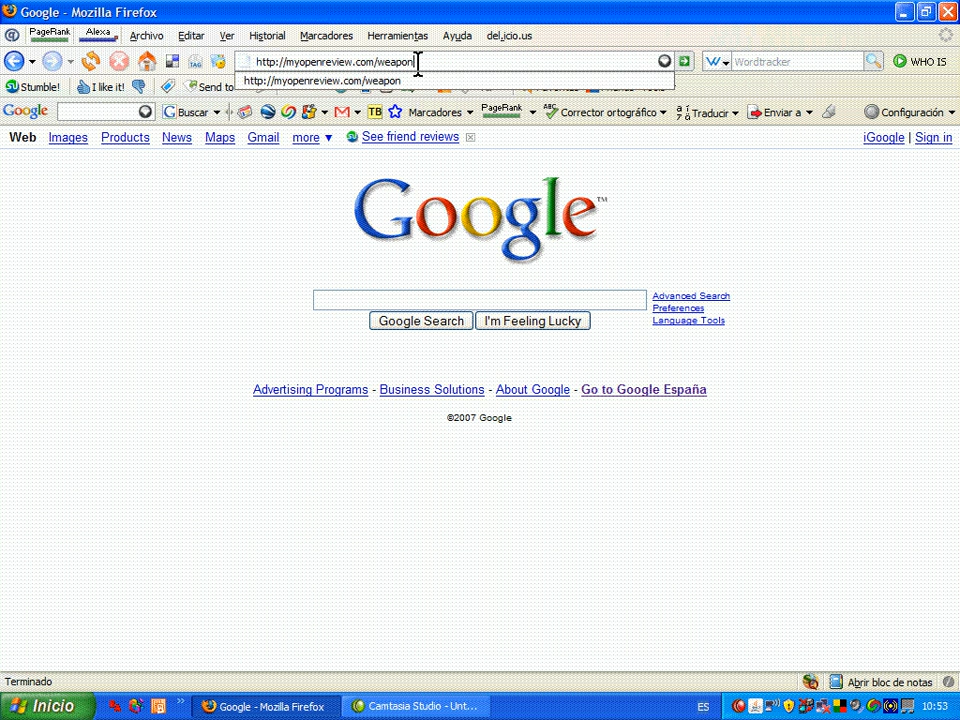 Google - Mozilla Firefox
PageRank Alexa Archivo Editar Ver Historial Marcadores Herramientas Ayuda del.icio.us
http://myopenreview.com/weapon Wordtracker WHO IS
http://myopenreview.com/weapon
Stumble! I like it! Send to
Google Buscar Marcadores PageRank Corrector ortográfico Traducir Enviar a Configuración
Web Images Products News Maps Gmail more ▼ See friend reviews iGoogle | Sign in
Google™
Advanced Search
Preferences
Language Tools
Google Search I'm Feeling Lucky
Advertising Programs - Business Solutions - About Google - Go to Google España
©2007 Google
Terminado Abrir bloc de notas
Inicio Google - Mozilla Firefox Camtasia Studio - Unt... ES 10:53